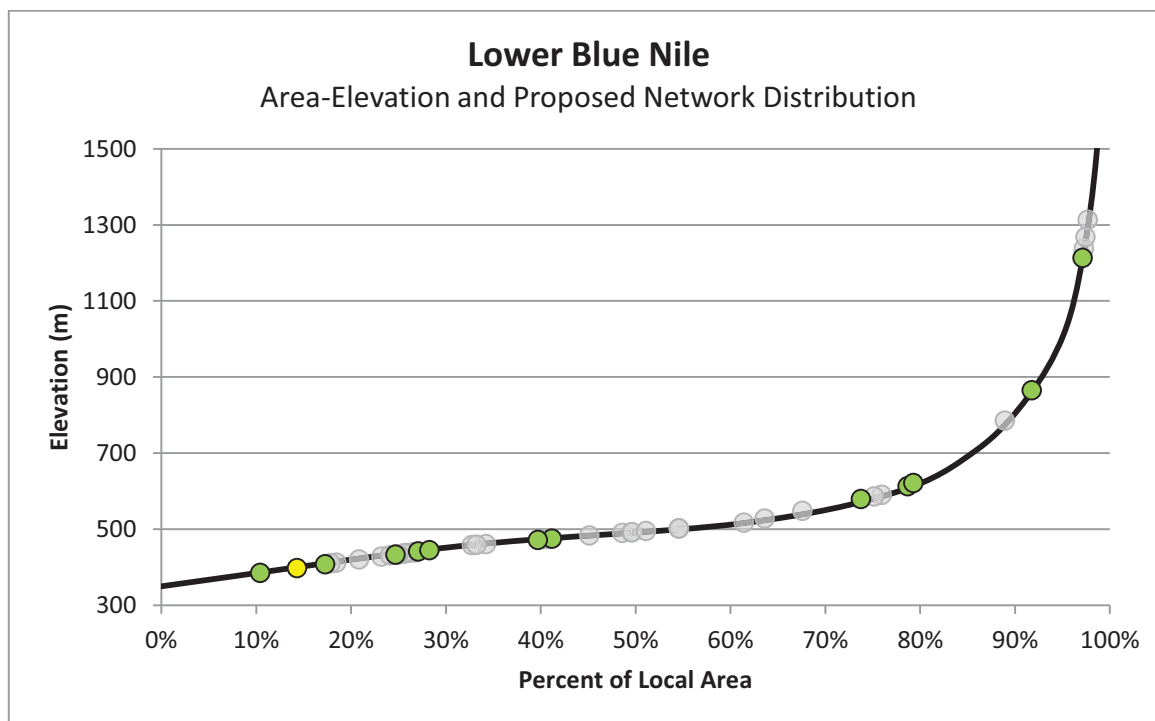 Lower Blue Nile
Area-Elevation and Proposed Network Distribution
1500
1300
1100
900
700
500
300
Elevation (m)
0% 10% 20% 30% 40% 50% 60% 70% 80% 90% 100%
Percent of Local Area